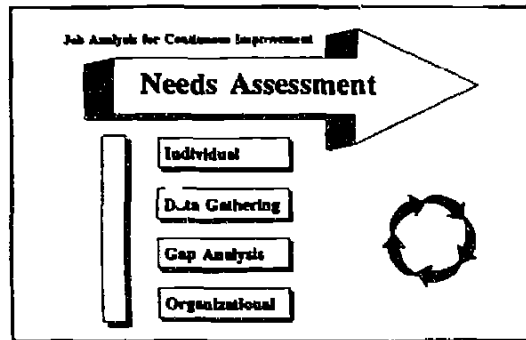 Job Analysis for Continuous Improvement
Needs Assessment
Individual
Data Gathering
Gap Analysis
Organizational